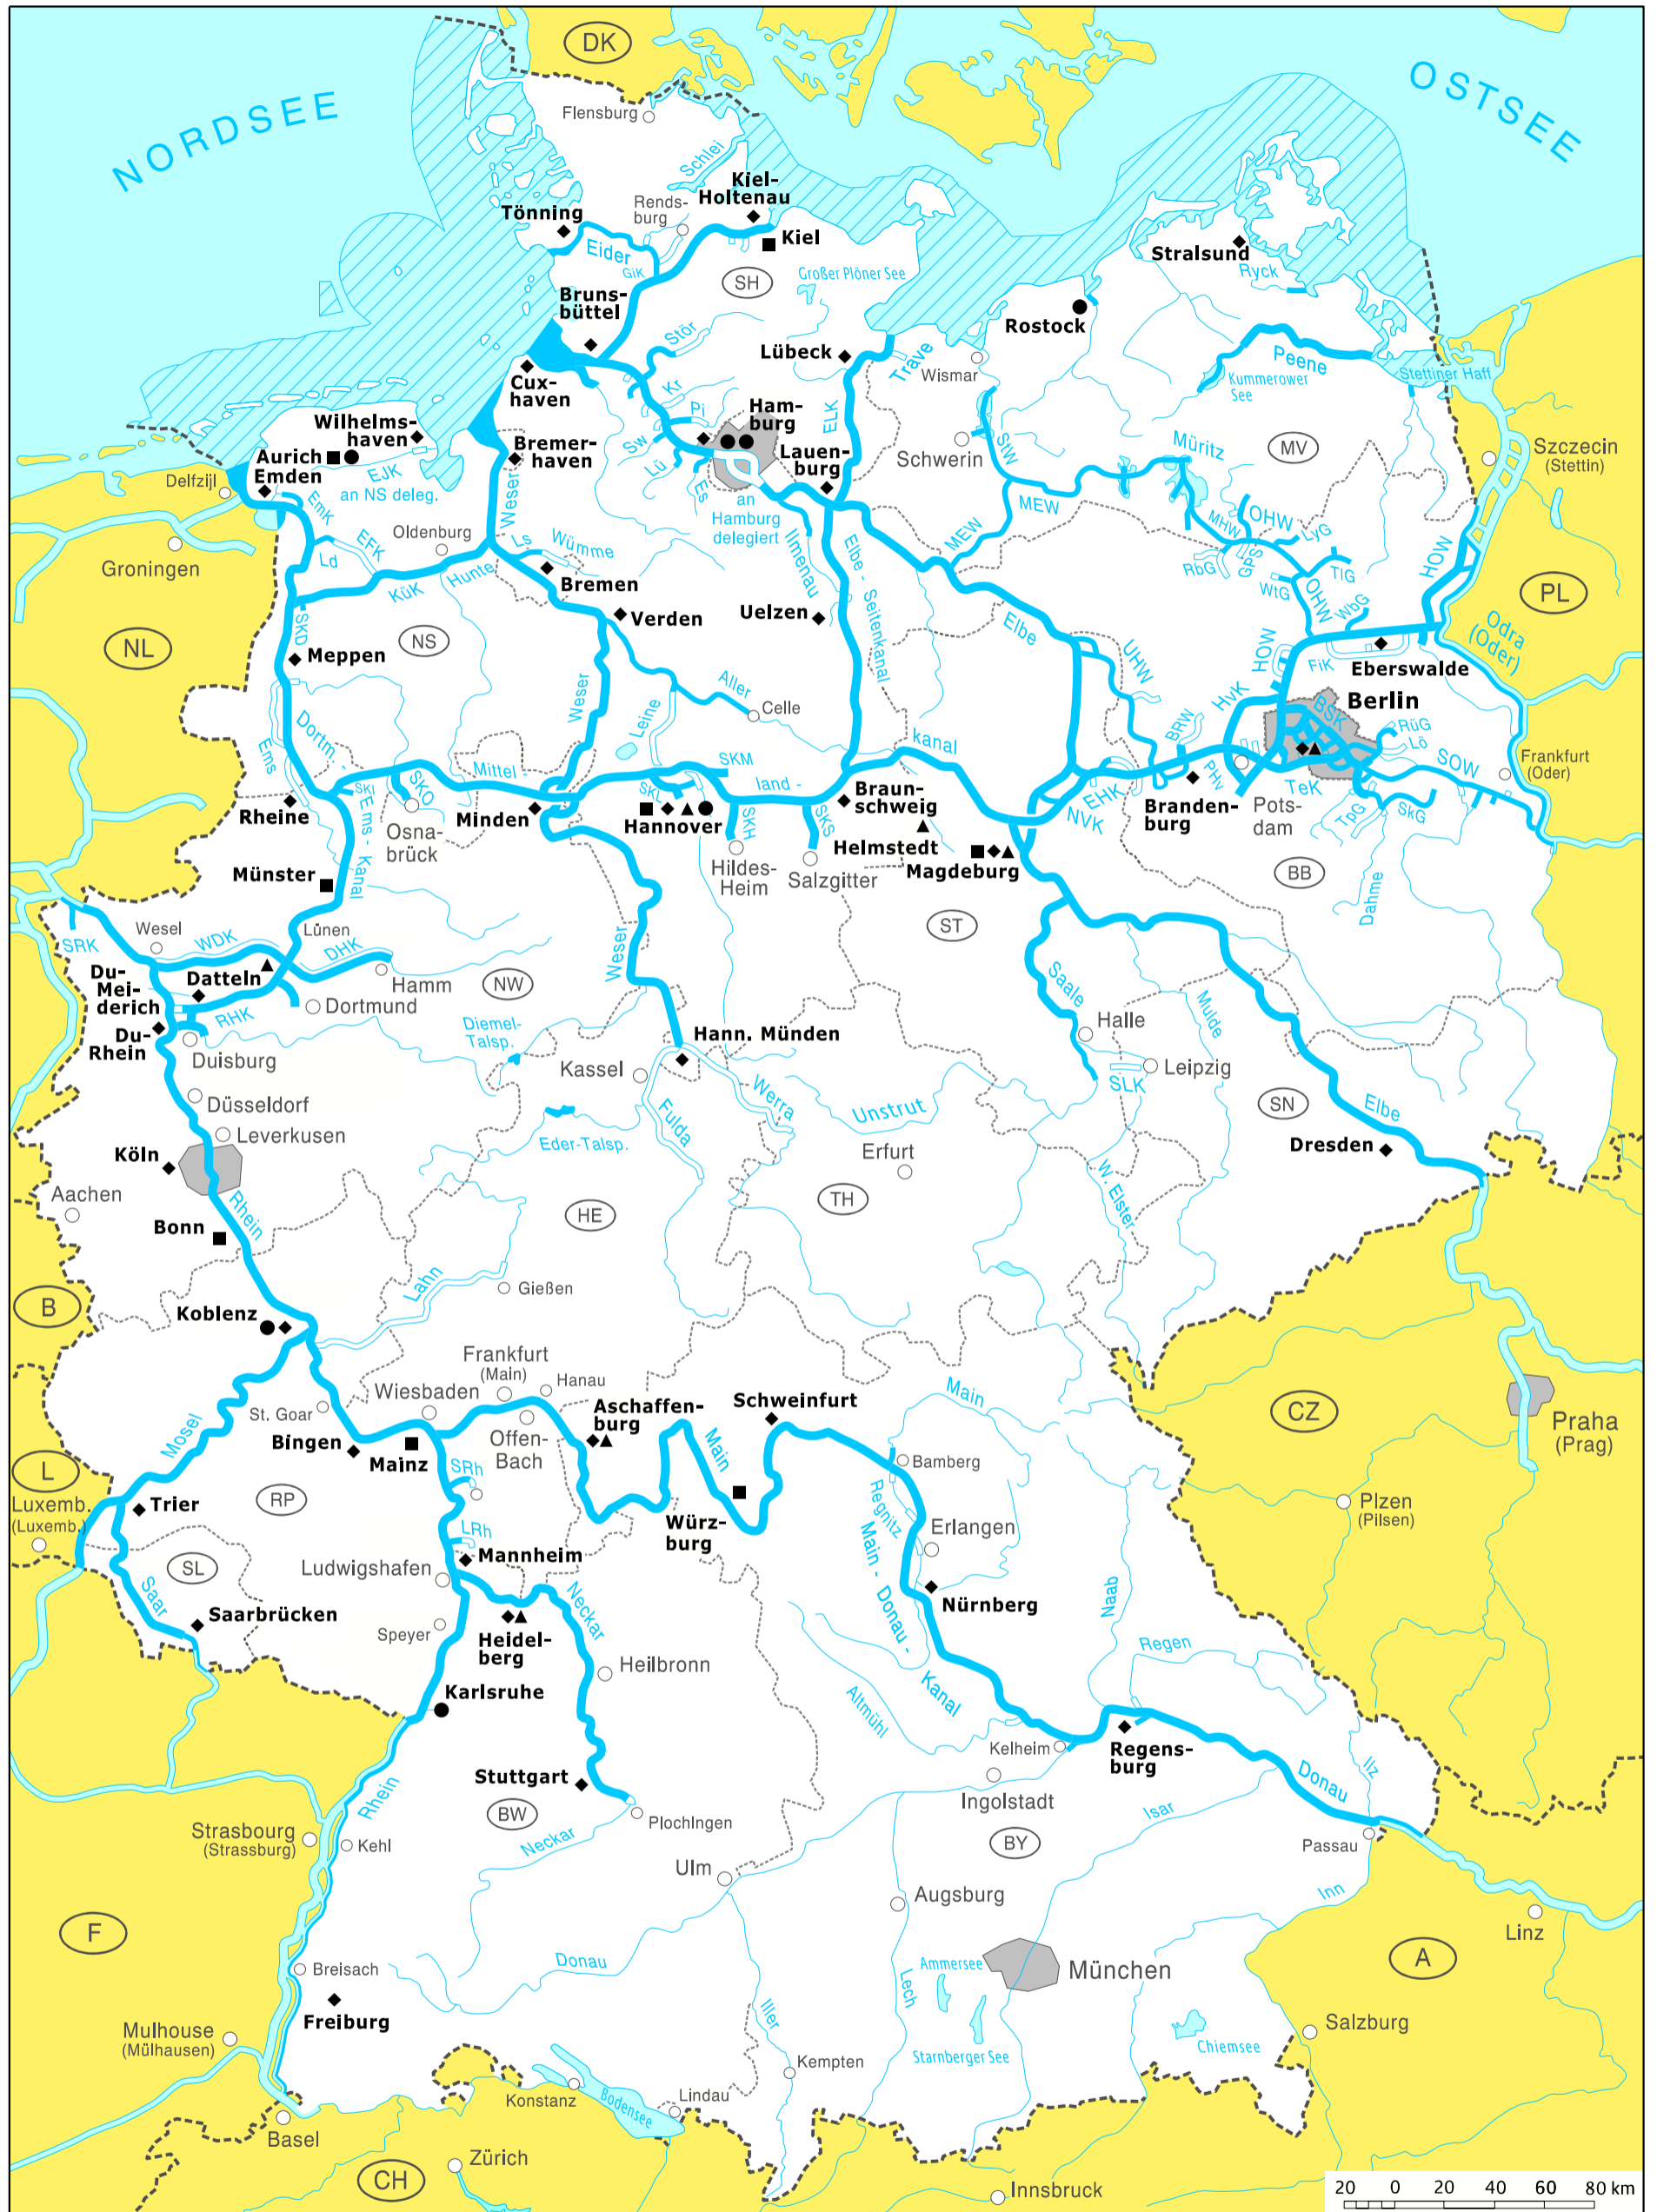 DK
NORDSEE
OSTSEE
Flensburg
Schlei
Kiel-
Holtenau
Rends-
burg
Tönning
Kiel
Eider
GiK
SH
Großer Plöner See
Stralsund
Ryck
Bruns-
büttel
Rostock
Stör
Lübeck
Trave
Wismar
Peene
Kummerower
See
Stettiner Haff
Cux-
haven
Kr
Pi
Ham-
burg
ELK
Wilhelms-
haven
Bremer-
haven
Sw
Lü
Es
Lauen-
burg
Schwerin
StW
Müritz
MV
Szczecin
(Stettin)
Aurich
Emden
EJK
an NS deleg.
Delfzijl
EmK
Weser
an
Hamburg
delegiert
MEW
MEW
MHW
OHW
LyG
Oldenburg
EFK
Ld
Ls
Wümme
Ilmenau
Elbe - Seitenkanal
RbG
GPS
TlG
WtG
OHW
WbG
HOW
Groningen
KüK
Hunte
Bremen
PL
NL
SKD
NS
Verden
Uelzen
Elbe
Odra
(Oder)
Meppen
UHW
HOW
FiK
Eberswalde
Weser
Aller
Celle
Leine
HvK
Berlin
BSK
RüG
Lö
Dortm. -
Ems
kanal
BRW
SOW
Frankfurt
(Oder)
Mittel -
SKM
land -
SKI
SKO
SKL
EHK
NVK
PHv
TeK
Rheine
Ems - Kanal
Osna-
brück
Minden
Hannover
SKH
SKS
Braun-
schweig
Helmstedt
Magdeburg
Branden-
burg
Pots-
dam
TpG
SkG
Münster
Hildes-
Heim
Salzgitter
BB
Dahme
ST
Wesel
SRK
WDK
Lünen
DHK
Hamm
NW
Weser
Du-
Mei-
derich
Datteln
Dortmund
Saale
Mulde
Du-
Rhein
RHK
Duisburg
Diemel-
Talsp.
Hann. Münden
Halle
Kassel
Leipzig
SLK
Düsseldorf
Leverkusen
Werra
Fulda
Unstrut
SN
Elbe
Eder-Talsp.
Erfurt
Dresden
Köln
Aachen
TH
W. Elster
Rhein
HE
Bonn
Lahn
Gießen
B
Koblenz
Frankfurt
(Main)
Hanau
Wiesbaden
St. Goar
Aschaffen-
burg
Schweinfurt
Main
CZ
Praha
(Prag)
Mosel
Bingen
Mainz
Offen-
Bach
Main
Bamberg
L
SRh
Luxemb.
(Luxemb.)
Trier
RP
Regnitz
Plzen
(Pilsen)
LRh
Würz-
burg
Erlangen
SL
Ludwigshafen
Mannheim
Main - Donau -
Kanal
Saar
Neckar
Nürnberg
Naab
Saarbrücken
Speyer
Heidel-
berg
Regen
Heilbronn
Karlsruhe
Altmühl
Kelheim
Regens-
burg
Ilz
Stuttgart
Donau
Rhein
BW
Plochingen
Ingolstadt
Isar
Strasbourg
(Strassburg)
Kehl
Neckar
BY
Passau
Ulm
Augsburg
Inn
F
Linz
Donau
Breisach
Ammersee
Lech
München
A
Freiburg
Iller
Mulhouse
(Mülhausen)
Starnberger See
Chiemsee
Salzburg
Kempten
Konstanz
Bodensee
Lindau
Basel
CH
Zürich
Innsbruck
20 0 20 40 60 80 km